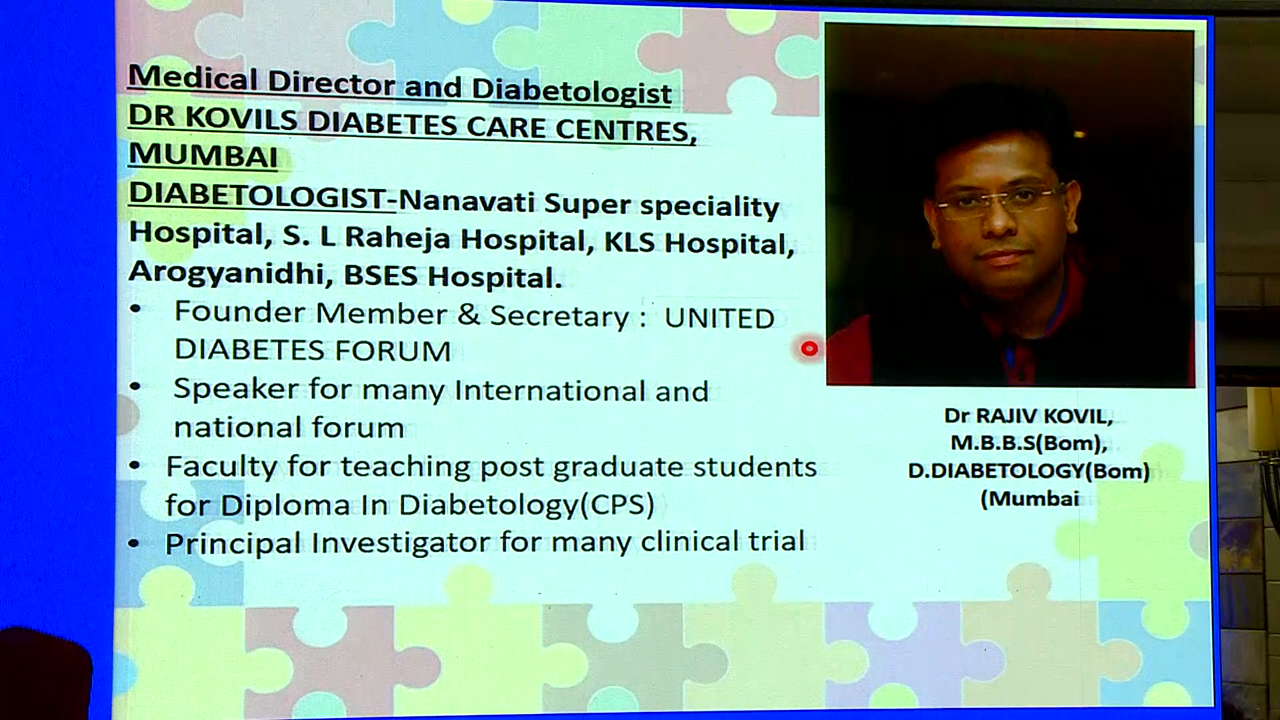 Medical Director and Diabetologist
DR KOVILS DIABETES CARE CENTRES,
MUMBAI
DIABETOLOGIST-Nanavati Super speciality
Hospital, S. L Raheja Hospital, KLS Hospital,
Arogyanidhi, BSES Hospital.
• Founder Member & Secretary : UNITED
DIABETES FORUM
• Speaker for many International and
national forum
• Faculty for teaching post graduate students
for Diploma In Diabetology(CPS)
• Principal Investigator for many clinical trial
Dr RAJIV KOVIL,
M.B.B.S(Bom),
D.DIABETOLOGY(Bom)
(Mumbai